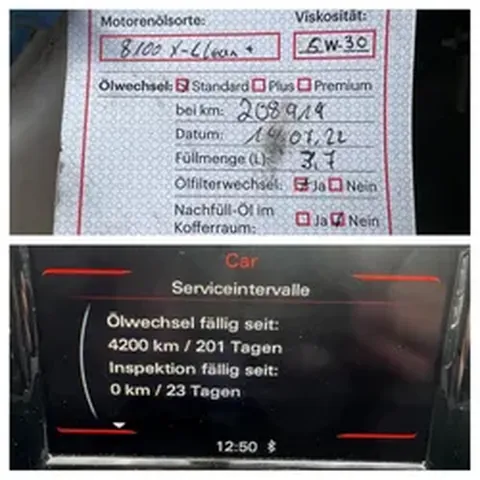 Motorenölsorte: Viskosität:
8100 X-Clean + 5W-30
Ölwechsel: Standard Plus Premium
bei km: 208919
Datum: 19.07.22
Füllmenge (L): 3,7
Ölfilterwechsel: Ja Nein
Nachfüll-Öl im
Kofferraum: Ja Nein
Car
Serviceintervalle
Ölwechsel fällig seit:
4200 km / 201 Tagen
Inspektion fällig seit:
0 km / 23 Tagen
12:50